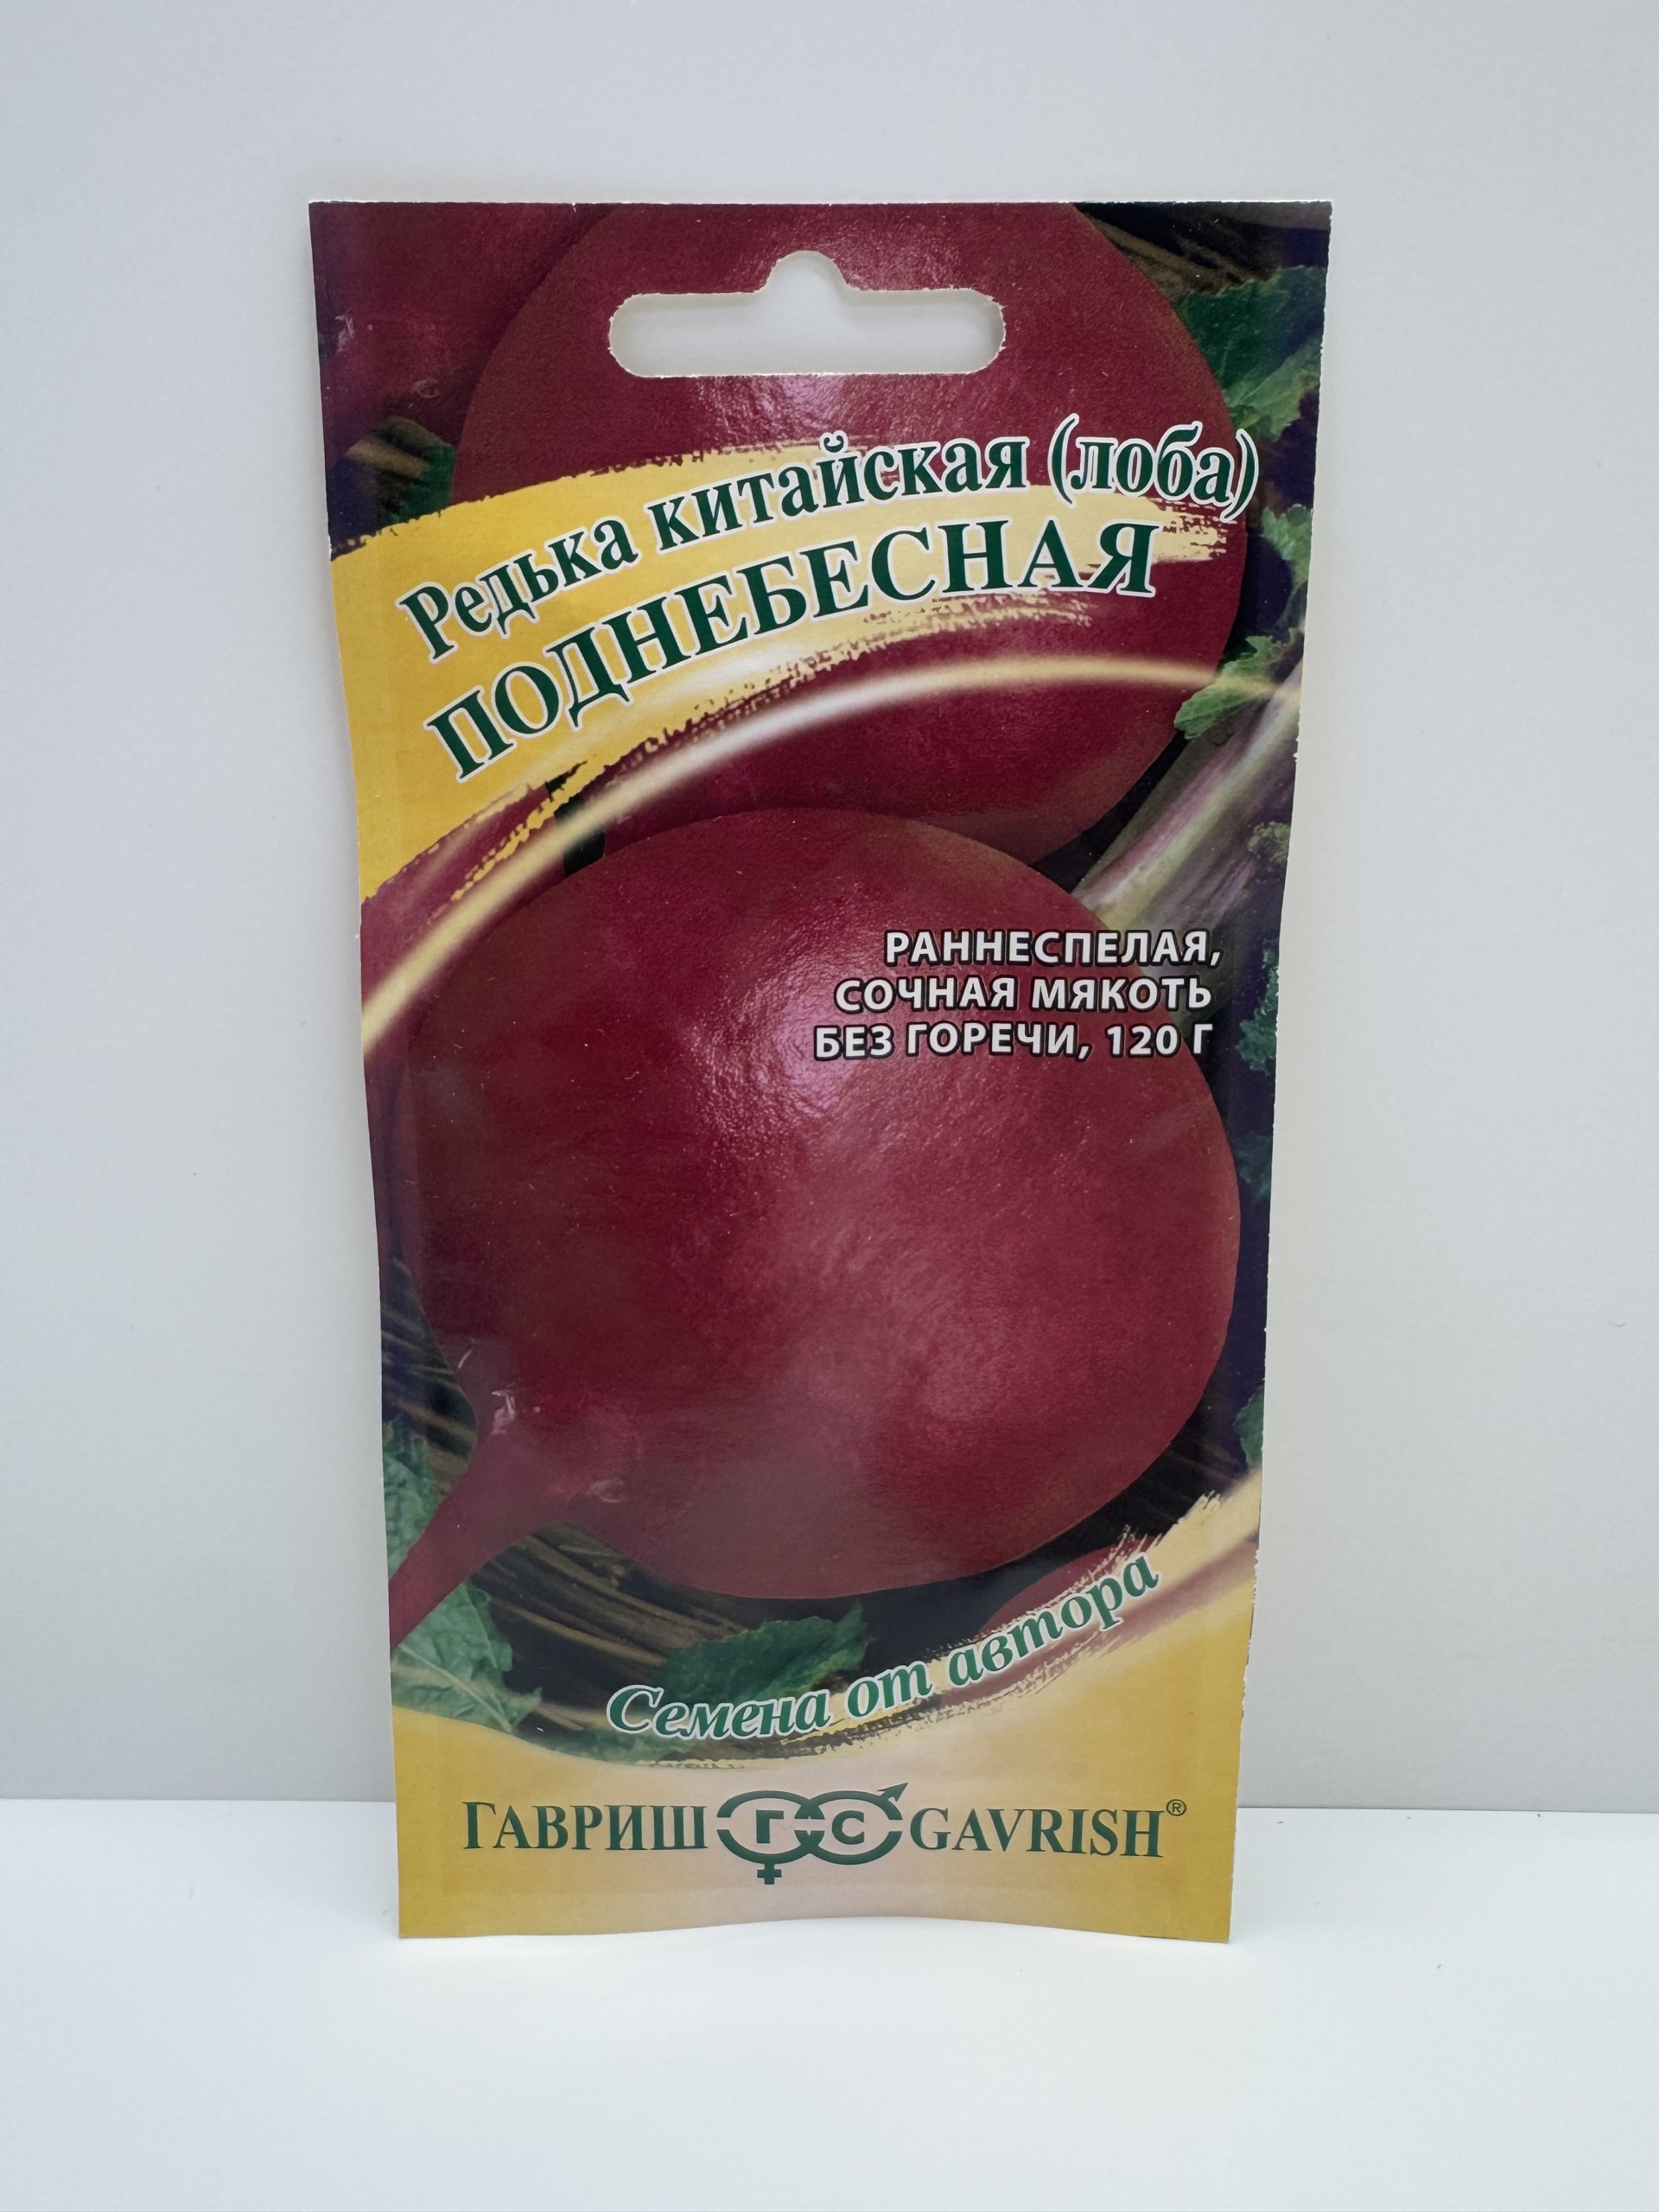 Редька китайская (лоба)
ПОДНЕБЕСНАЯ
РАННЕСПЕЛАЯ,
СОЧНАЯ МЯКОТЬ
БЕЗ ГОРЕЧИ, 120 Г
Семена от автора
ГАВРИШ ГС GAVRISH®